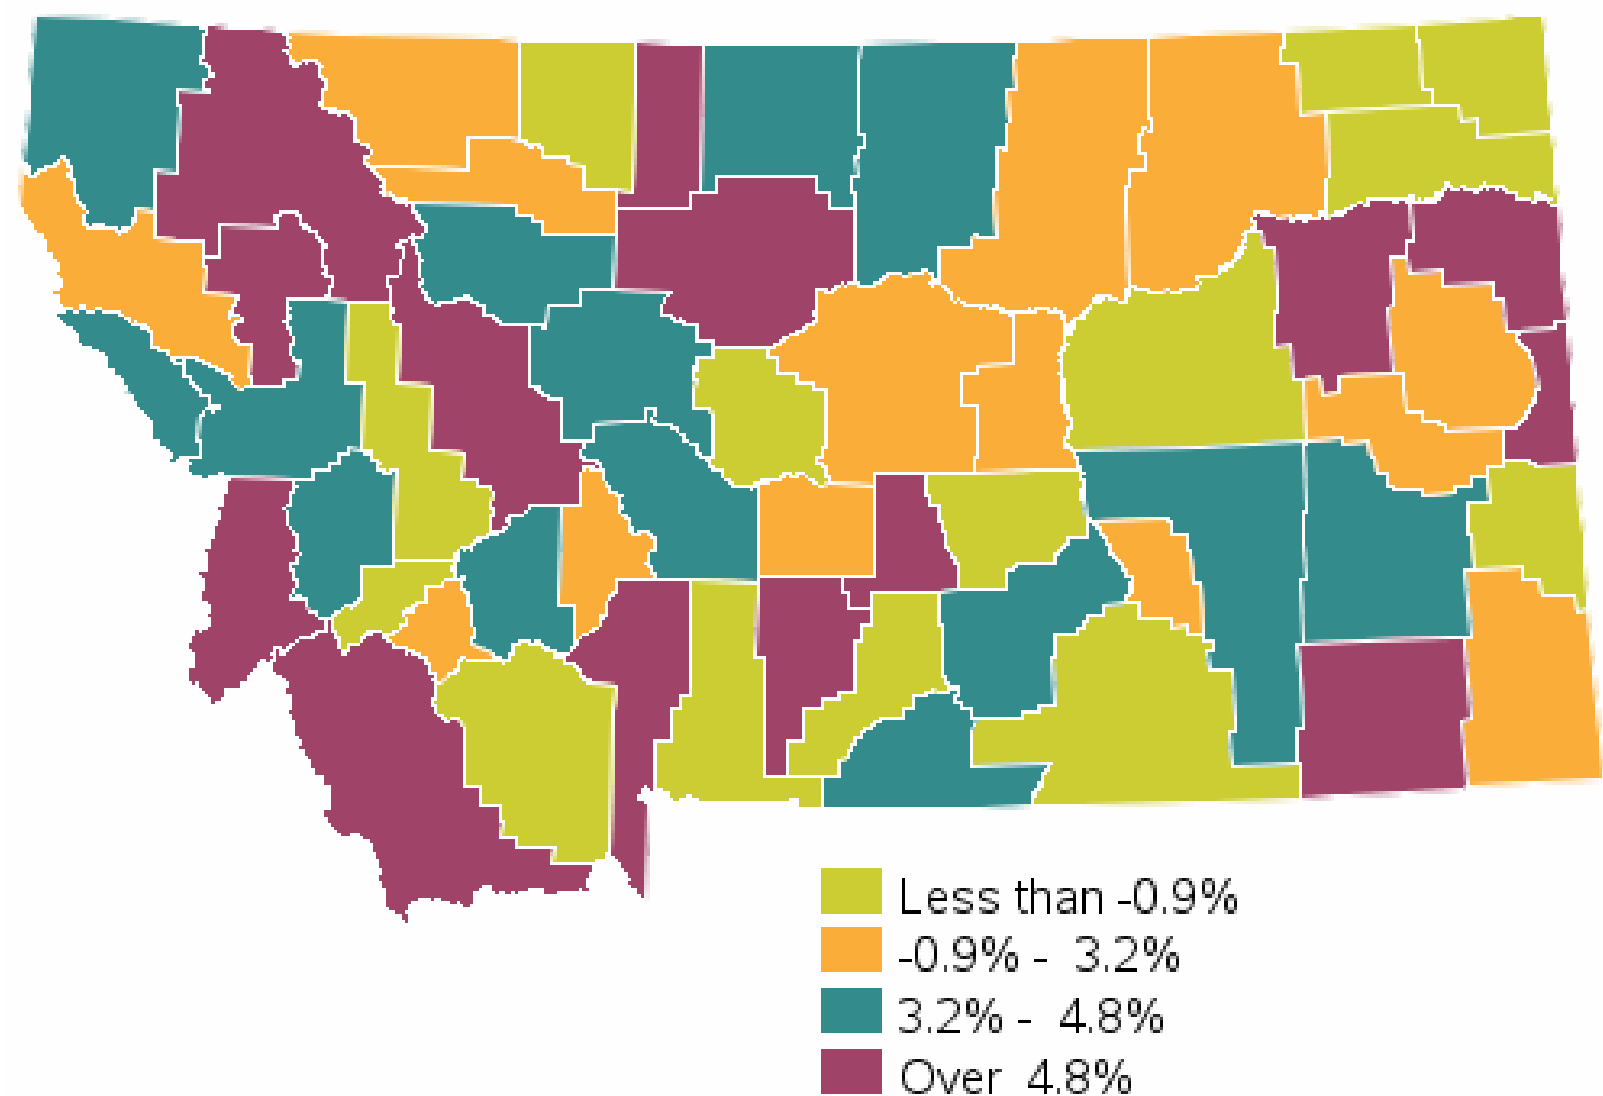 Less than -0.9%
-0.9% - 3.2%
3.2% - 4.8%
Over 4.8%